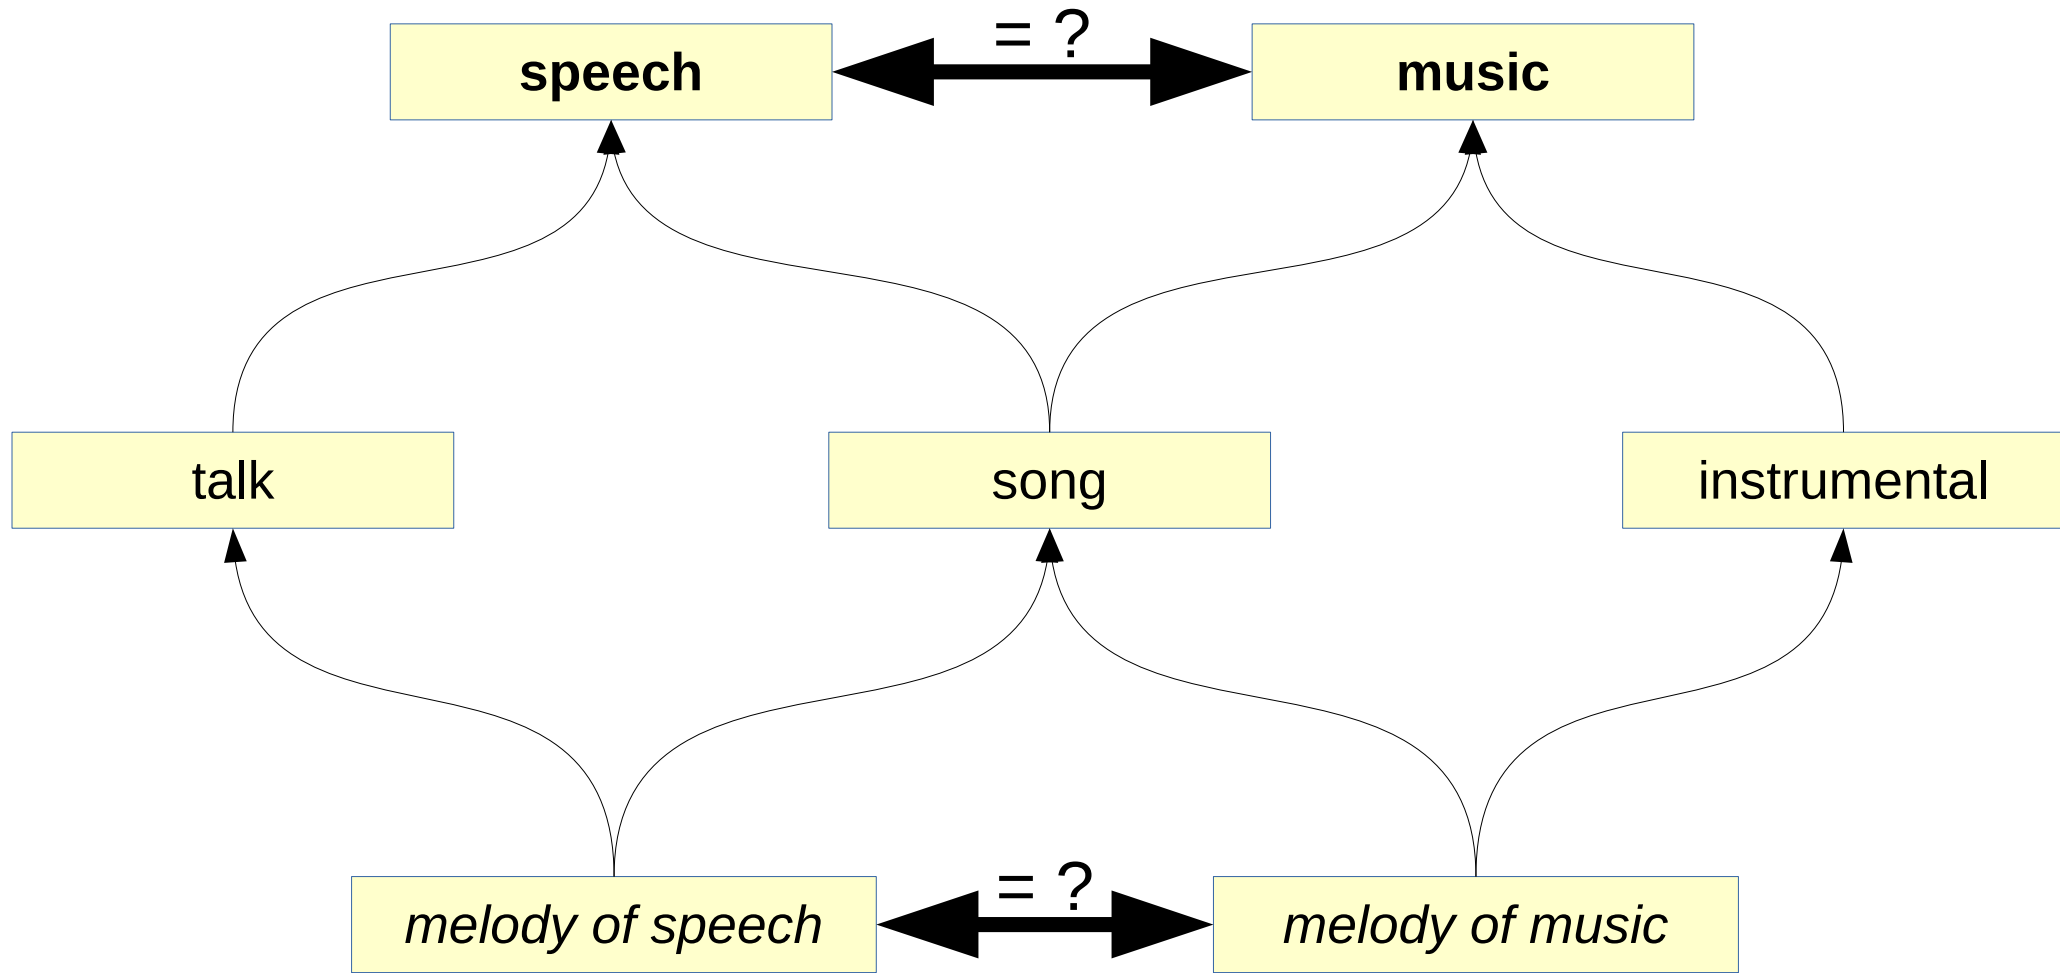 speech
= ?
music
talk
song
instrumental
melody of speech
= ?
melody of music